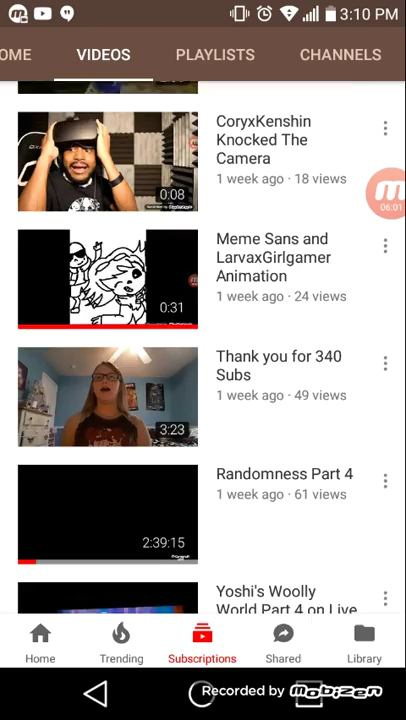 3:10 PM
OME VIDEOS PLAYLISTS CHANNELS
CoryxKenshin
Knocked The
Camera
1 week ago · 18 views
0:08
06:01
Meme Sans and
LarvaxGirlgamer
Animation
1 week ago · 24 views
0:31
Thank you for 340
Subs
1 week ago · 49 views
3:23
Randomness Part 4
1 week ago · 61 views
2:39:15
Yoshi's Woolly
World Part 4 on Live
Home Trending Subscriptions Shared Library
Recorded by Mobizen